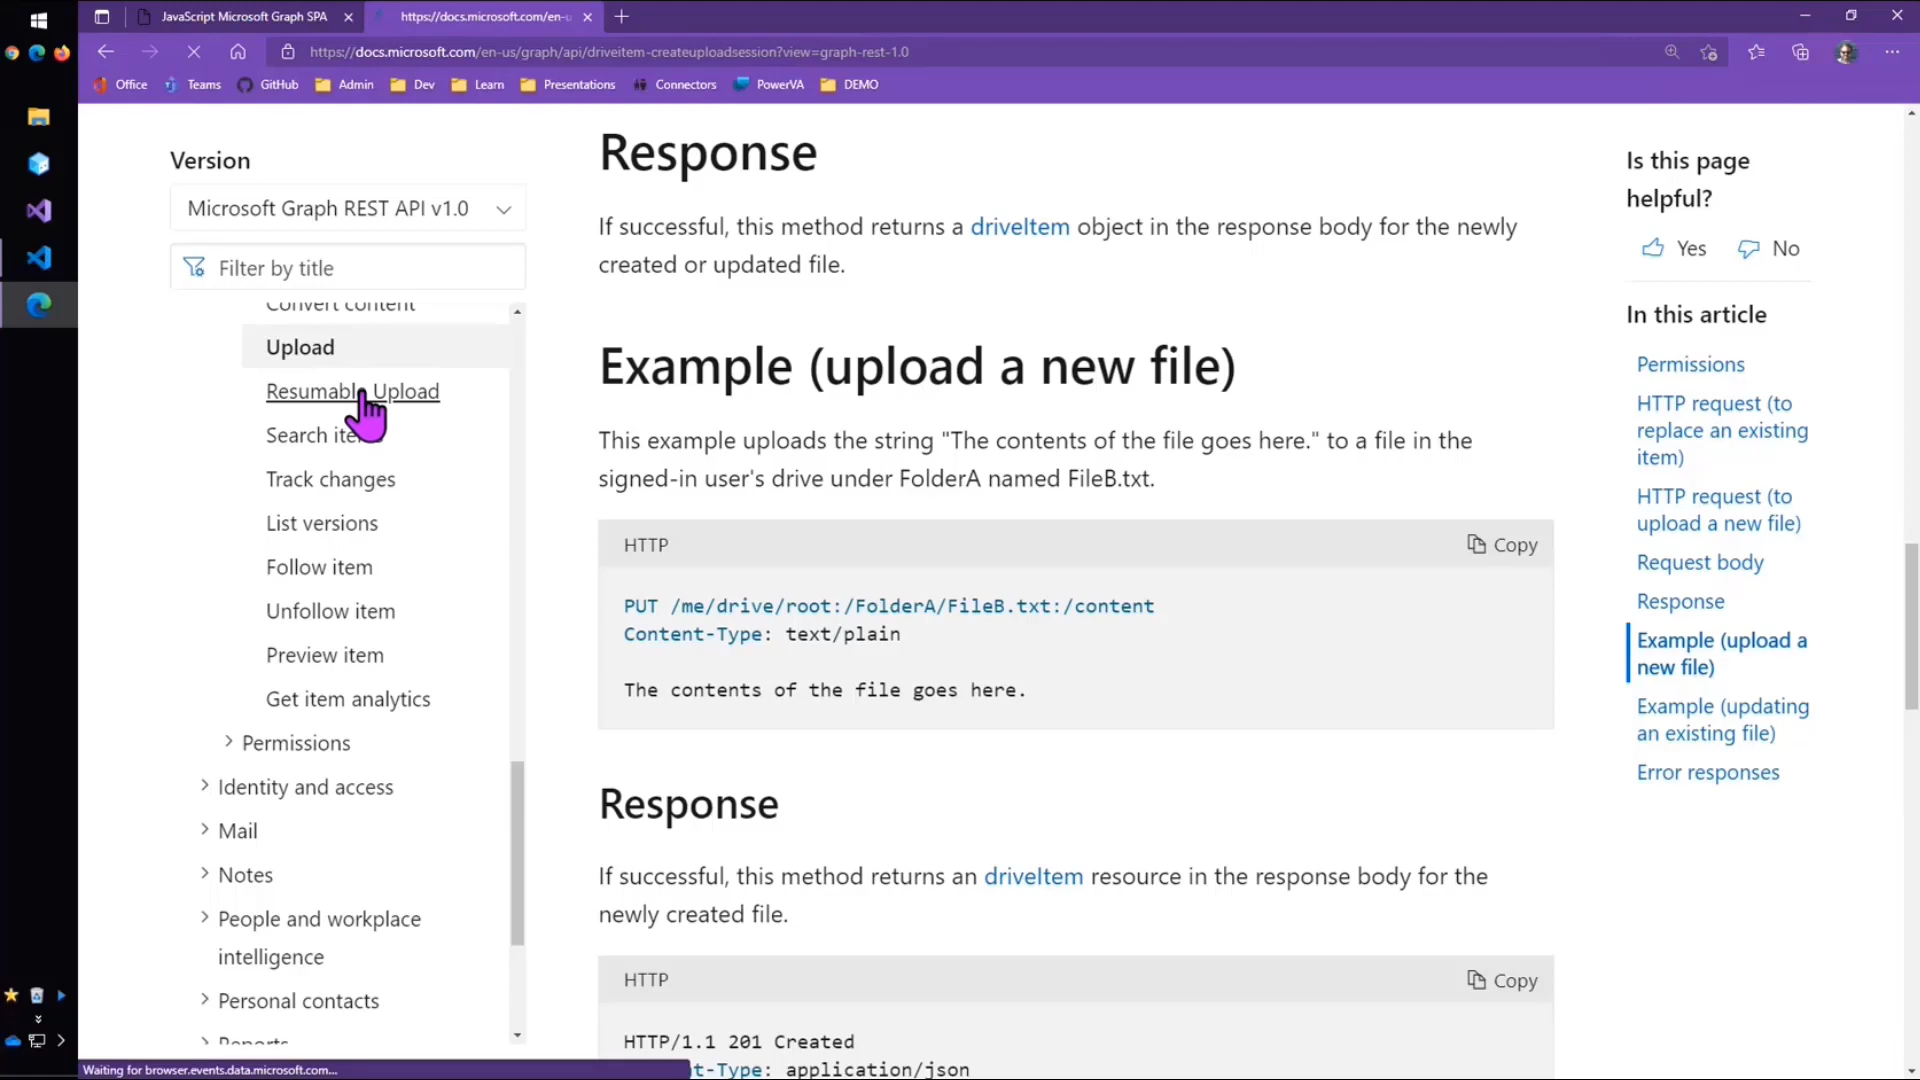 JavaScript Microsoft Graph SPA
https://docs.microsoft.com/en-u
https://docs.microsoft.com/en-us/graph/api/driveitem-createuploadsession?view=graph-rest-1.0
Office
Teams
GitHub
Admin
Dev
Learn
Presentations
Connectors
PowerVA
DEMO
Version
Microsoft Graph REST API v1.0
Filter by title
Convert content
Upload
Resumable Upload
Search
Track changes
List versions
Follow item
Unfollow item
Preview item
Get item analytics
Permissions
Identity and access
Mail
Notes
People and workplace
intelligence
Personal contacts
Reports
Response
If successful, this method returns a driveItem object in the response body for the newly
created or updated file.
Example (upload a new file)
This example uploads the string "The contents of the file goes here." to a file in the
signed-in user's drive under FolderA named FileB.txt.
HTTP
Copy
PUT /me/drive/root:/FolderA/FileB.txt:/content
Content-Type: text/plain
The contents of the file goes here.
Response
If successful, this method returns an driveItem resource in the response body for the
newly created file.
HTTP
Copy
HTTP/1.1 201 Created
t-Type: application/json
Is this page
helpful?
Yes
No
In this article
Permissions
HTTP request (to
replace an existing
item)
HTTP request (to
upload a new file)
Request body
Response
Example (upload a
new file)
Example (updating
an existing file)
Error responses
Waiting for browser.events.data.microsoft.com...